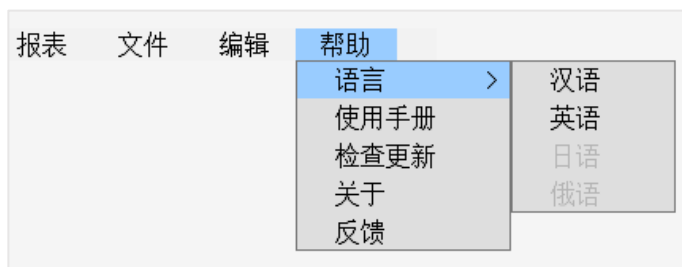 报表 文件 编辑 帮助
语言 > 汉语
使用手册 英语
检查更新 日语
关于 俄语
反馈